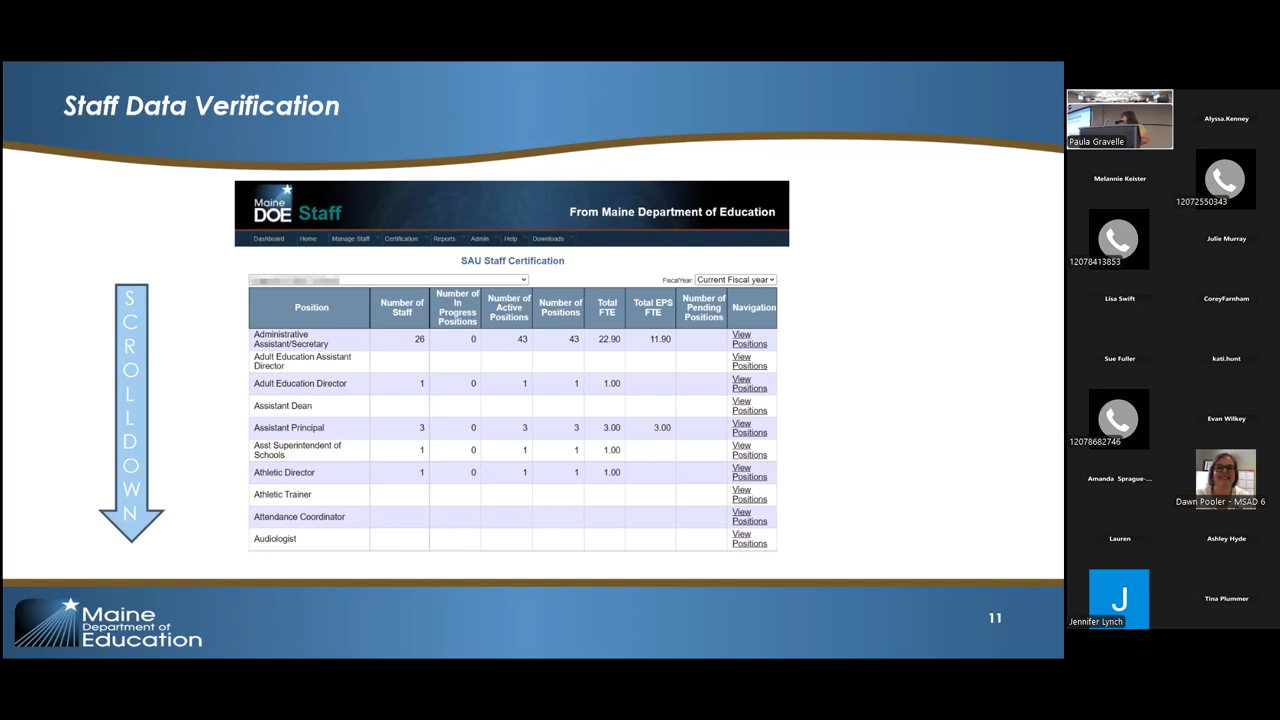 Staff Data Verification
Maine
DOE Staff
From Maine Department of Education
Dashboard Home Manage Staff Certification Reports Admin Help Downloads
SAU Staff Certification
FiscalYear: Current Fiscal year
Position Number of Staff Number of In Progress Positions Number of Active Positions Number of Positions Total FTE Total EPS FTE Number of Pending Positions Navigation
Administrative Assistant/Secretary 26 0 43 43 22.90 11.90 View Positions
Adult Education Assistant Director View Positions
Adult Education Director 1 0 1 1 1.00 View Positions
Assistant Dean View Positions
Assistant Principal 3 0 3 3 3.00 3.00 View Positions
Asst Superintendent of Schools 1 0 1 1 1.00 View Positions
Athletic Director 1 0 1 1 1.00 View Positions
Athletic Trainer View Positions
Attendance Coordinator View Positions
Audiologist View Positions
SCROLL DOWN
Maine
Department of
Education
11
Paula Gravelle
Alyssa.Kenney
Melannie Keister
12072550343
12078413853
Julie Murray
Lisa Swift
CoreyFarnham
Sue Fuller
kati.hunt
12078682746
Evan Wilkey
Amanda Sprague-...
Dawn Pooler - MSAD 6
Lauren
Ashley Hyde
J
Jennifer Lynch
Tina Plummer